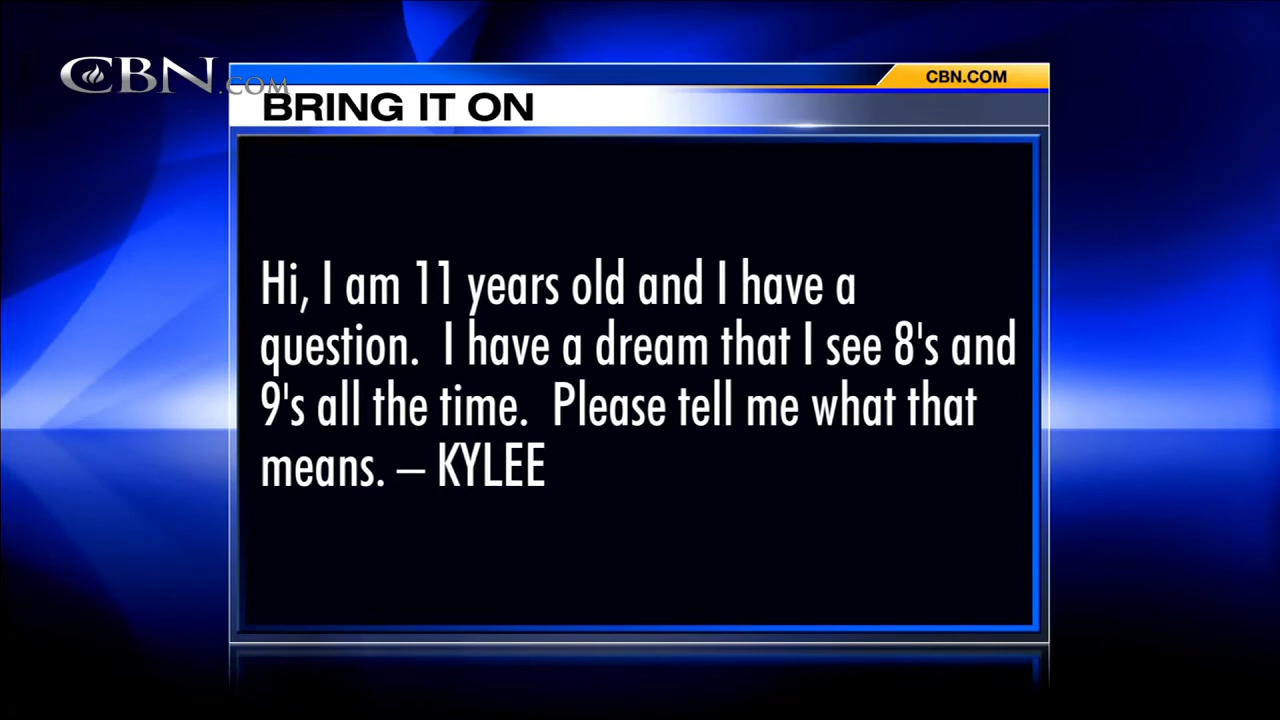 CBN.COM
CBN.COM
BRING IT ON
Hi, I am 11 years old and I have a
question.  I have a dream that I see 8's and
9's all the time.  Please tell me what that
means. – KYLEE